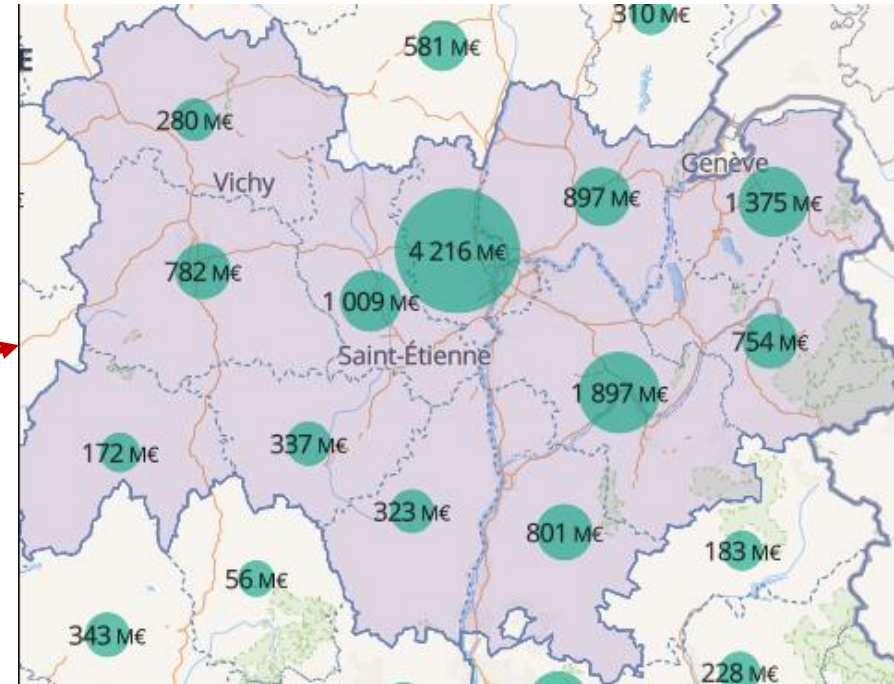 310 M€
581 M€
E
280 M€
Genève
Vichy
897 M€
1 375 M€
4 216 M€
782 M€
1 009 M€
754 M€
Saint-Étienne
1 897 M€
337 M€
172 M€
323 M€
801 M€
183 M€
56 M€
343 M€
228 M€